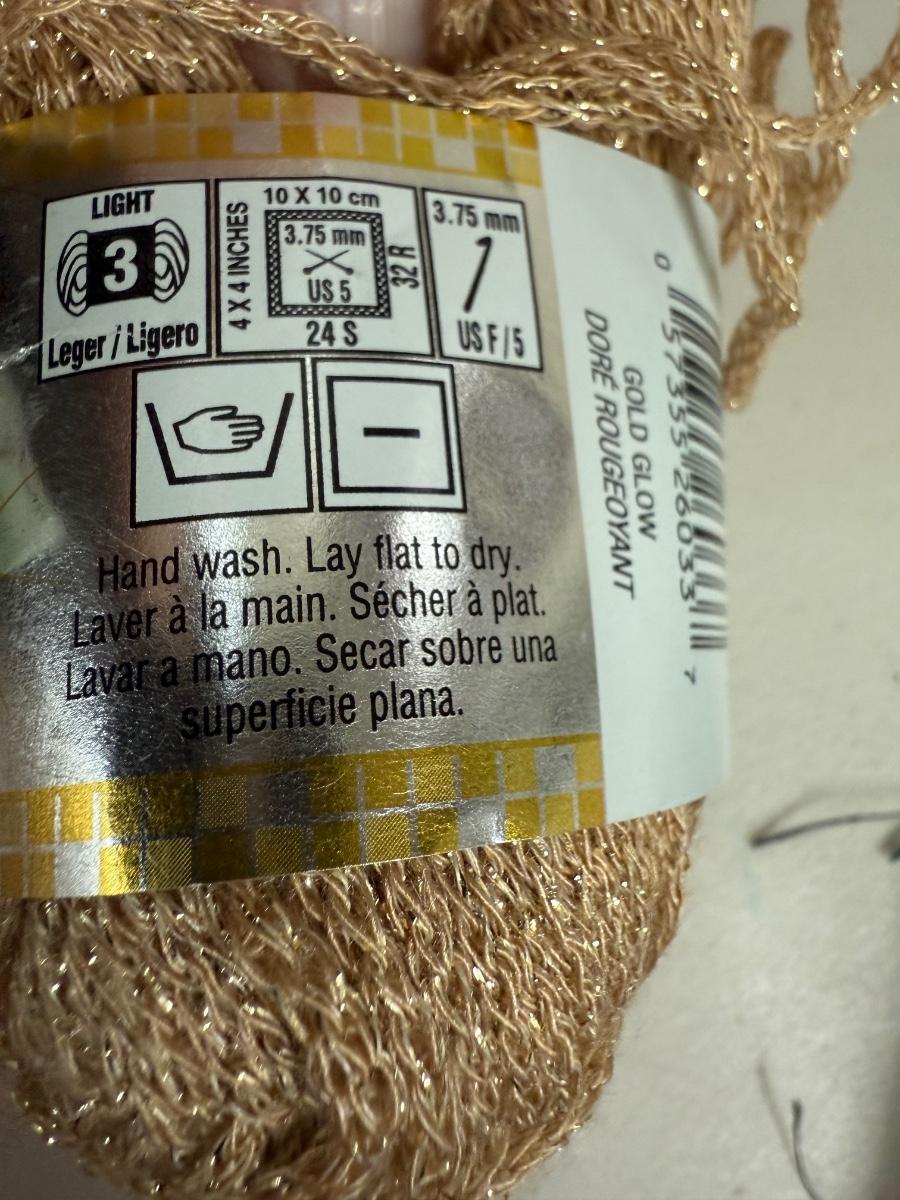 LIGHT
3
Leger / Ligero
10 X 10 cm
4 X 4 INCHES
3.75 mm
US 5
32 R
24 S
3.75 mm
US F/5
Hand wash. Lay flat to dry.
Laver à la main. Sécher à plat.
Lavar a mano. Secar sobre una
superficie plana.
GOLD GLOW
DORÉ ROUGEOYANT
0 57355 26033 7